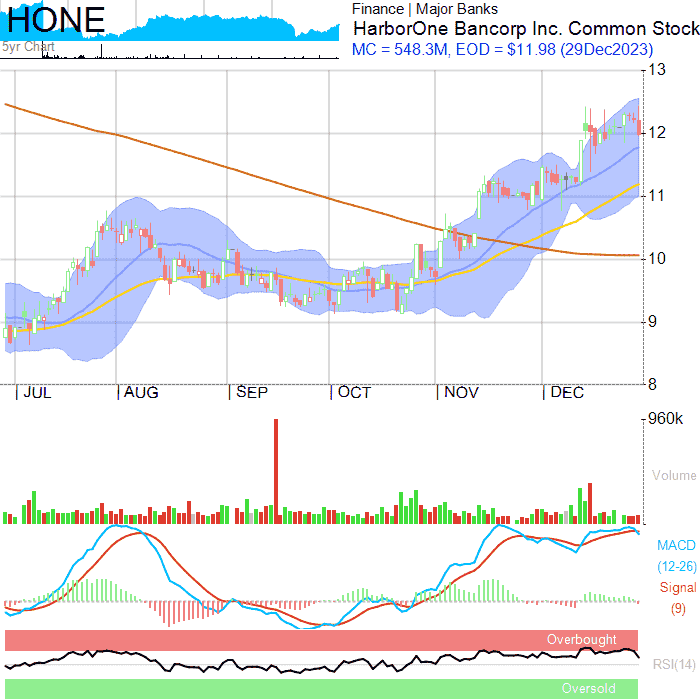 HONE
5yr Chart
Finance | Major Banks
HarborOne Bancorp Inc. Common Stock
MC = 548.3M, EOD = $11.98 (29Dec2023)
13
12
11
10
9
8
JUL AUG SEP OCT NOV DEC
960k
Volume
MACD
(12-26)
Signal
(9)
Overbought
RSI(14)
Oversold